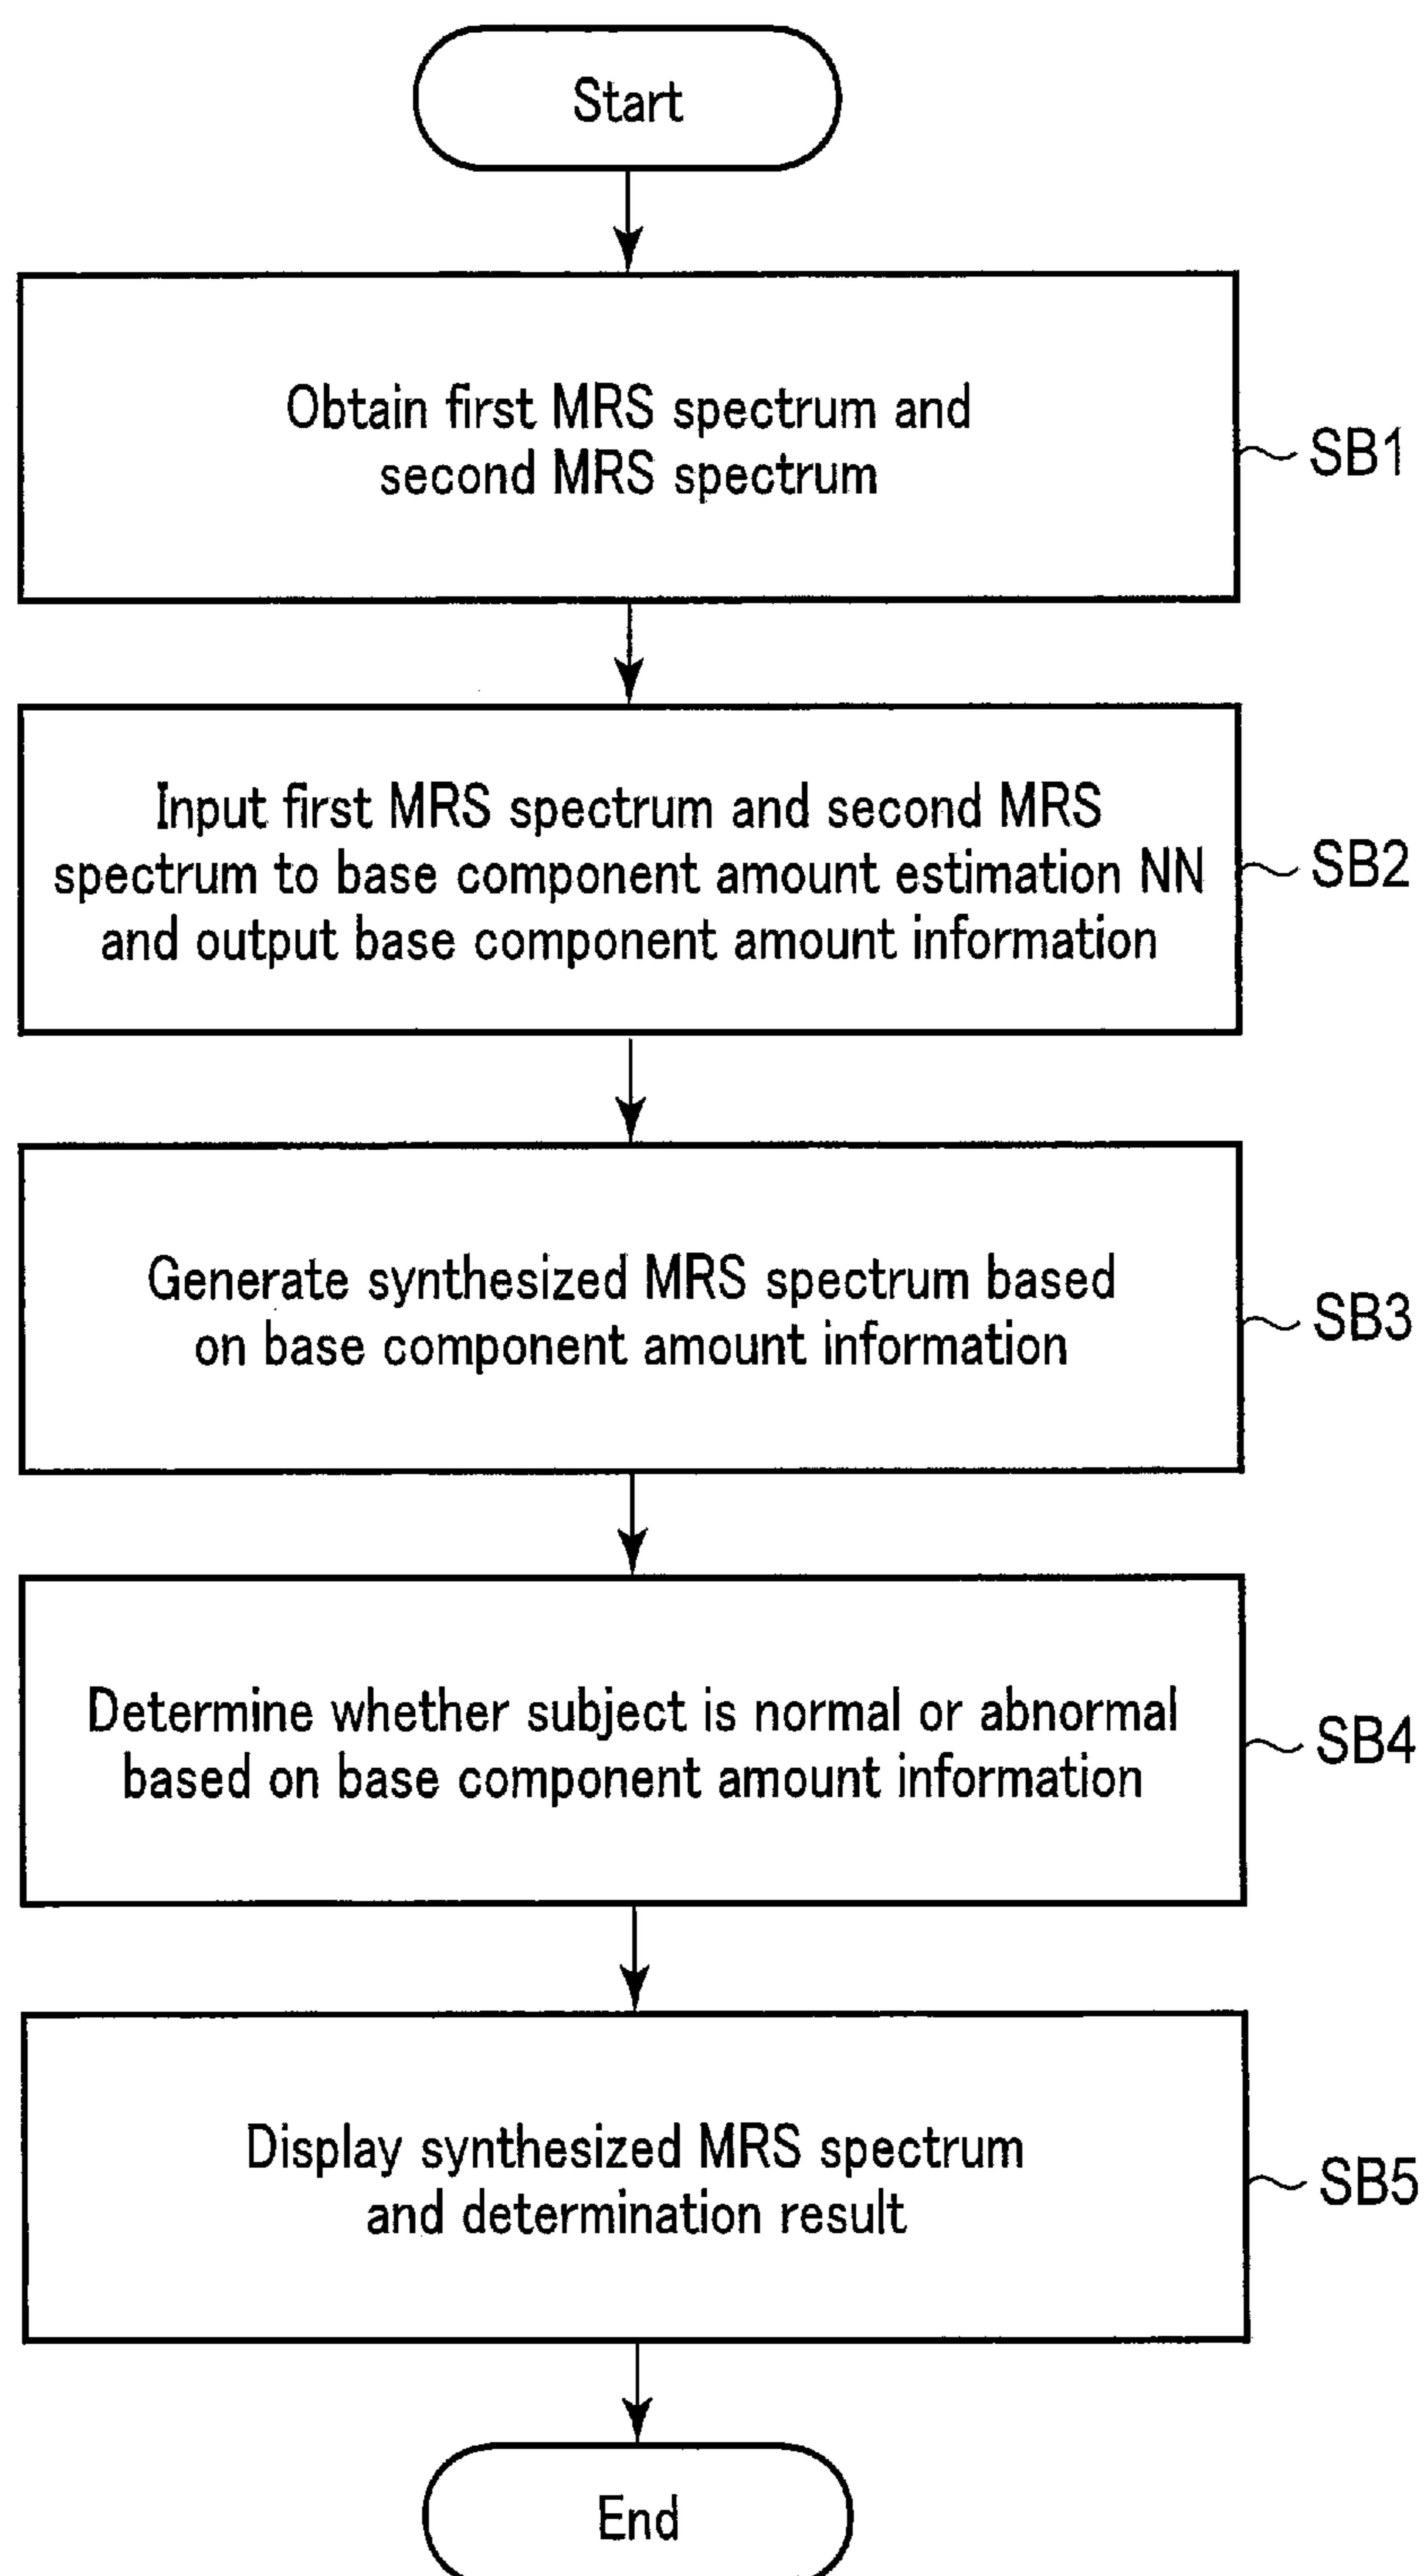 Start
Obtain first MRS spectrum and
second MRS spectrum
SB1
Input first MRS spectrum and second MRS
spectrum to base component amount estimation NN
and output base component amount information
SB2
Generate synthesized MRS spectrum based
on base component amount information
SB3
Determine whether subject is normal or abnormal
based on base component amount information
SB4
Display synthesized MRS spectrum
and determination result
SB5
End